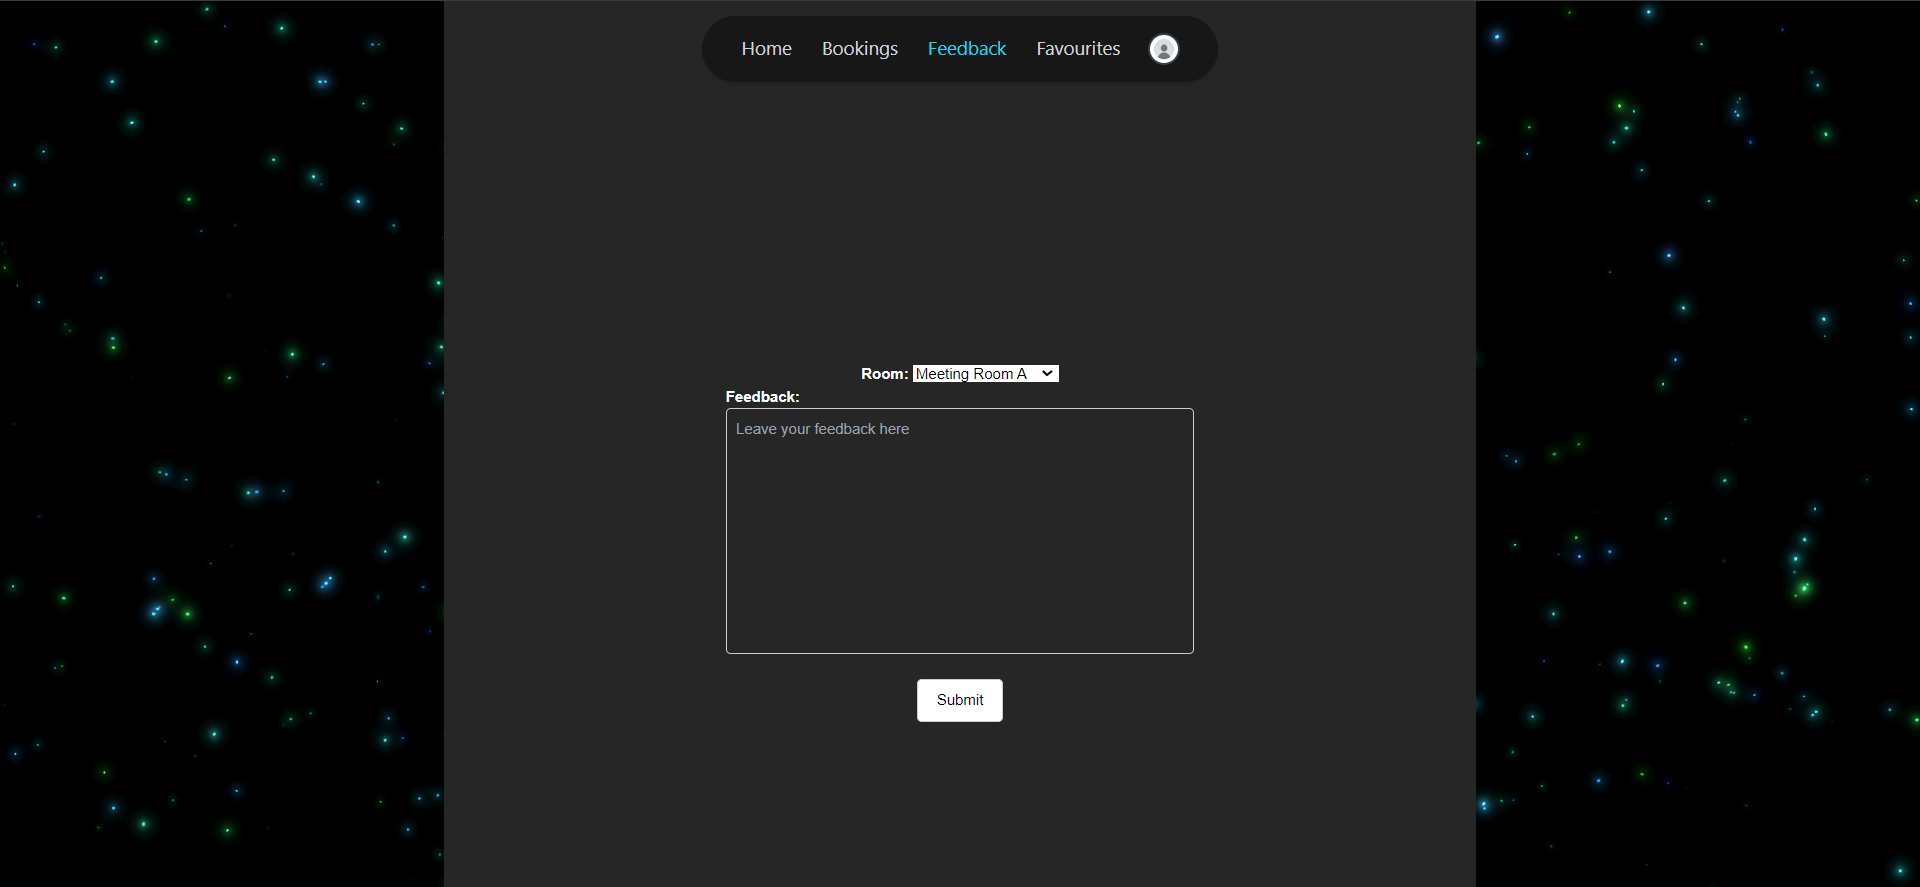 Home Bookings Feedback Favourites
Room: Meeting Room A
Feedback:
Leave your feedback here
Submit